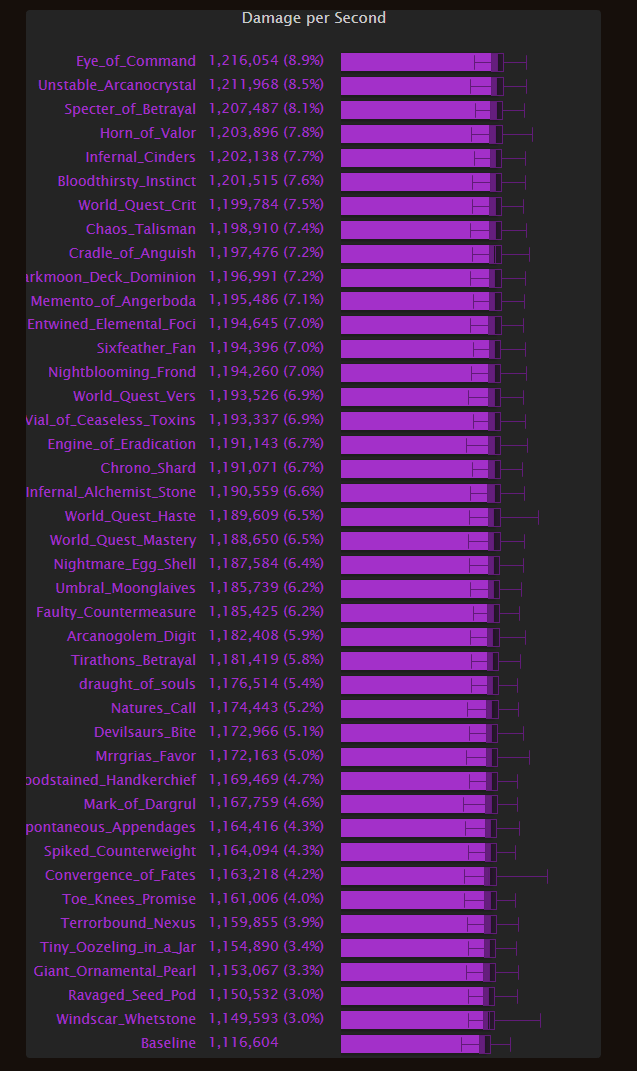 Damage per Second
Eye_of_Command 1,216,054 (8.9%)
Unstable_Arcanocrystal 1,211,968 (8.5%)
Specter_of_Betrayal 1,207,487 (8.1%)
Horn_of_Valor 1,203,896 (7.8%)
Infernal_Cinders 1,202,138 (7.7%)
Bloodthirsty_Instinct 1,201,515 (7.6%)
World_Quest_Crit 1,199,784 (7.5%)
Chaos_Talisman 1,198,910 (7.4%)
Cradle_of_Anguish 1,197,476 (7.2%)
arkmoon_Deck_Dominion 1,196,991 (7.2%)
Memento_of_Angerboda 1,195,486 (7.1%)
Entwined_Elemental_Foci 1,194,645 (7.0%)
Sixfeather_Fan 1,194,396 (7.0%)
Nightblooming_Frond 1,194,260 (7.0%)
World_Quest_Vers 1,193,526 (6.9%)
Vial_of_Ceaseless_Toxins 1,193,337 (6.9%)
Engine_of_Eradication 1,191,143 (6.7%)
Chrono_Shard 1,191,071 (6.7%)
Infernal_Alchemist_Stone 1,190,559 (6.6%)
World_Quest_Haste 1,189,609 (6.5%)
World_Quest_Mastery 1,188,650 (6.5%)
Nightmare_Egg_Shell 1,187,584 (6.4%)
Umbral_Moonglaives 1,185,739 (6.2%)
Faulty_Countermeasure 1,185,425 (6.2%)
Arcanogolem_Digit 1,182,408 (5.9%)
Tirathons_Betrayal 1,181,419 (5.8%)
draught_of_souls 1,176,514 (5.4%)
Natures_Call 1,174,443 (5.2%)
Devilsaurs_Bite 1,172,966 (5.1%)
Mrrgrias_Favor 1,172,163 (5.0%)
oodstained_Handkerchief 1,169,469 (4.7%)
Mark_of_Dargrul 1,167,759 (4.6%)
pontaneous_Appendages 1,164,416 (4.3%)
Spiked_Counterweight 1,164,094 (4.3%)
Convergence_of_Fates 1,163,218 (4.2%)
Toe_Knees_Promise 1,161,006 (4.0%)
Terrorbound_Nexus 1,159,855 (3.9%)
Tiny_Oozeling_in_a_Jar 1,154,890 (3.4%)
Giant_Ornamental_Pearl 1,153,067 (3.3%)
Ravaged_Seed_Pod 1,150,532 (3.0%)
Windscar_Whetstone 1,149,593 (3.0%)
Baseline 1,116,604